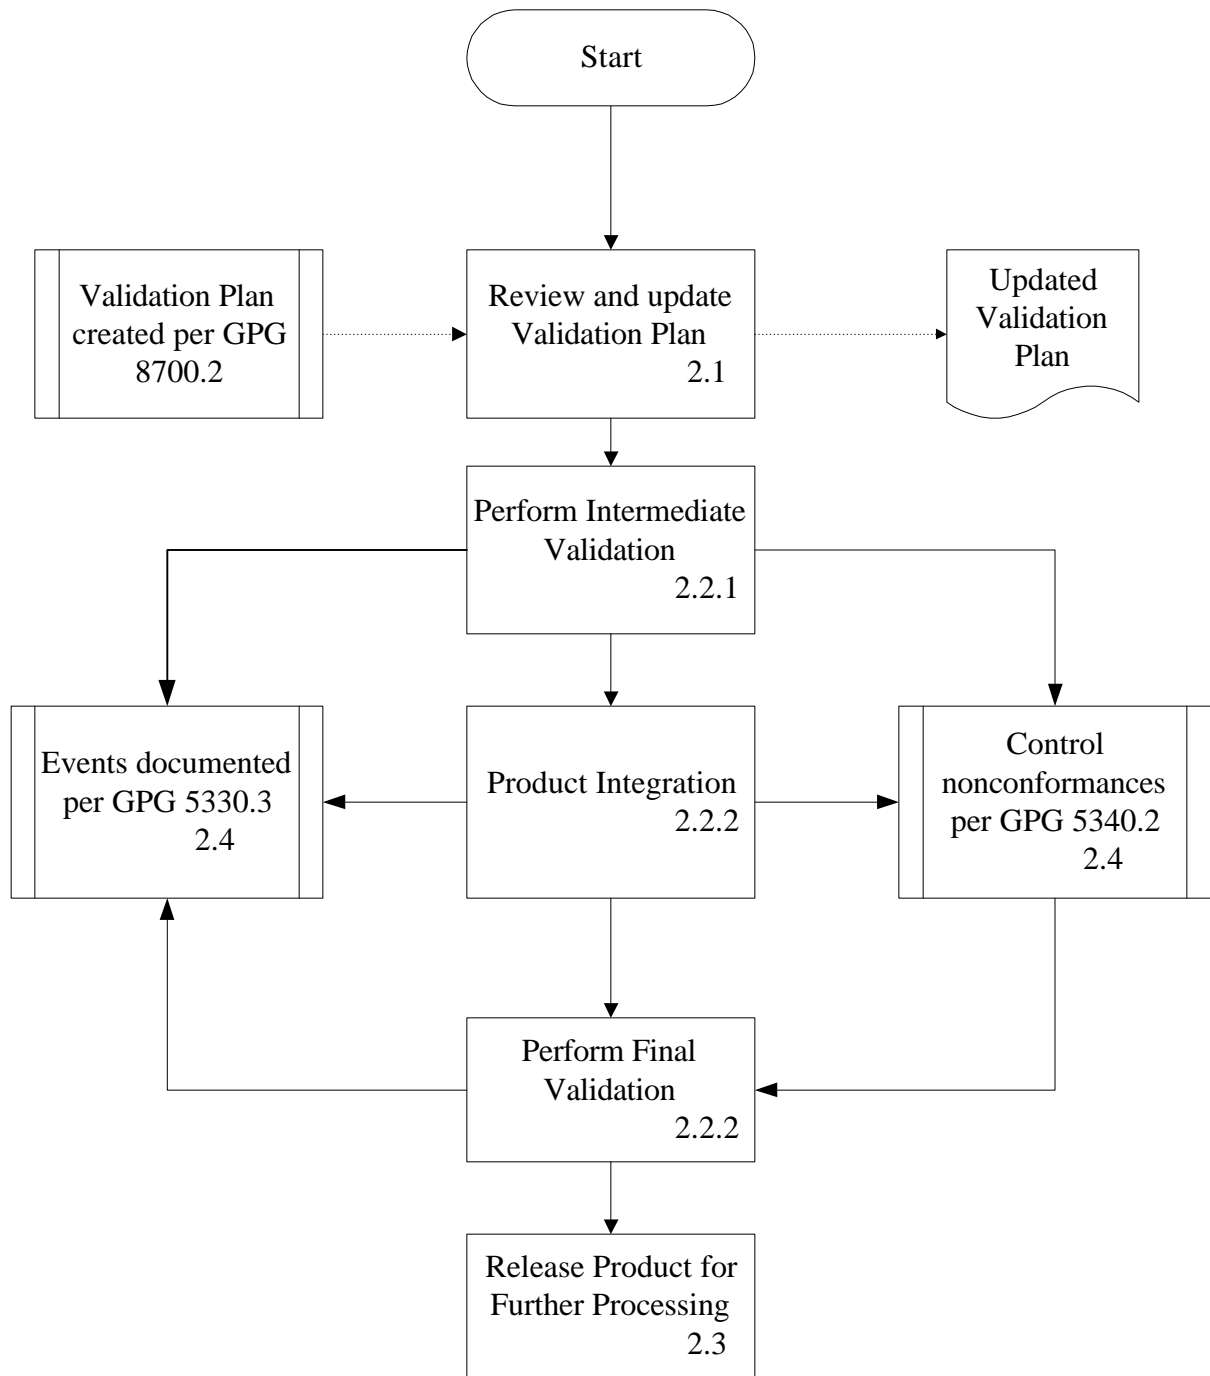 Start
Validation Plan
created per GPG
8700.2
Review and update
Validation Plan
2.1
Updated
Validation
Plan
Perform Intermediate
Validation
2.2.1
Events documented
per GPG 5330.3
2.4
Product Integration
2.2.2
Control
nonconformances
per GPG 5340.2
2.4
Perform Final
Validation
2.2.2
Release Product for
Further Processing
2.3